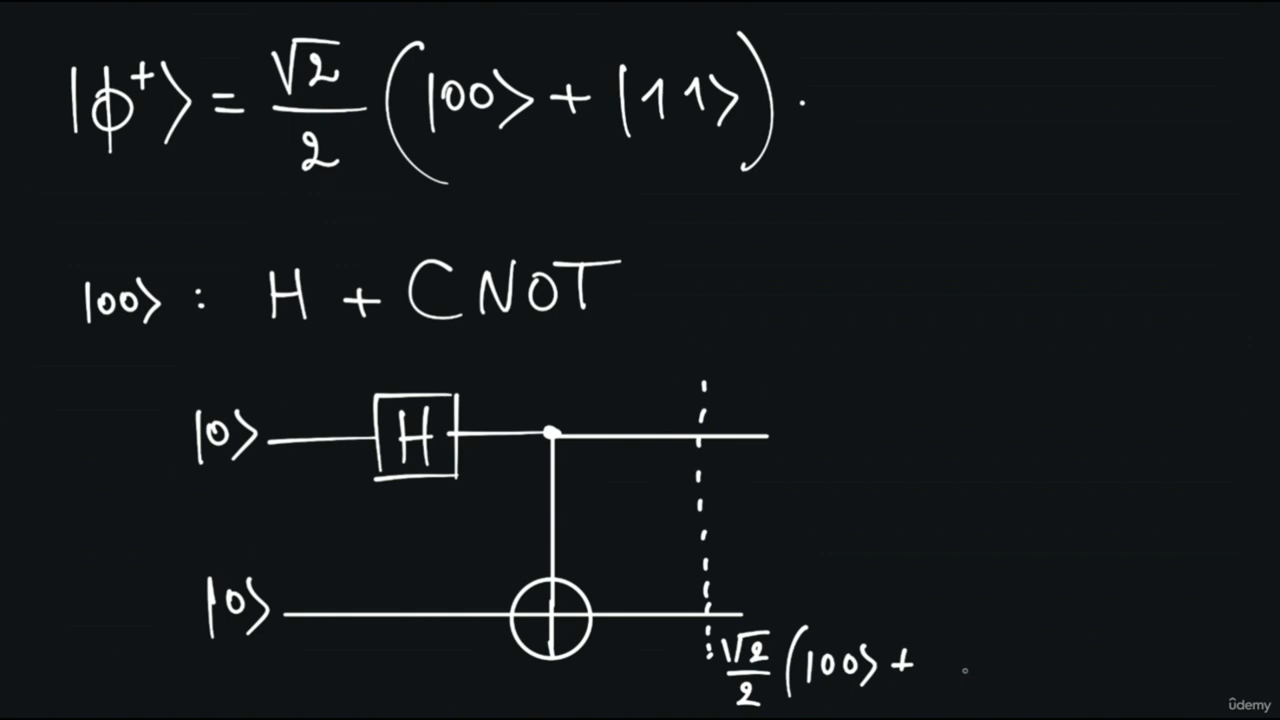 |ϕ⁺⟩ = √2/2 (|00⟩ + |11⟩).
|00⟩ : H + CNOT
|0⟩ H
|0⟩
√2/2 (|00⟩ +
ûdemy